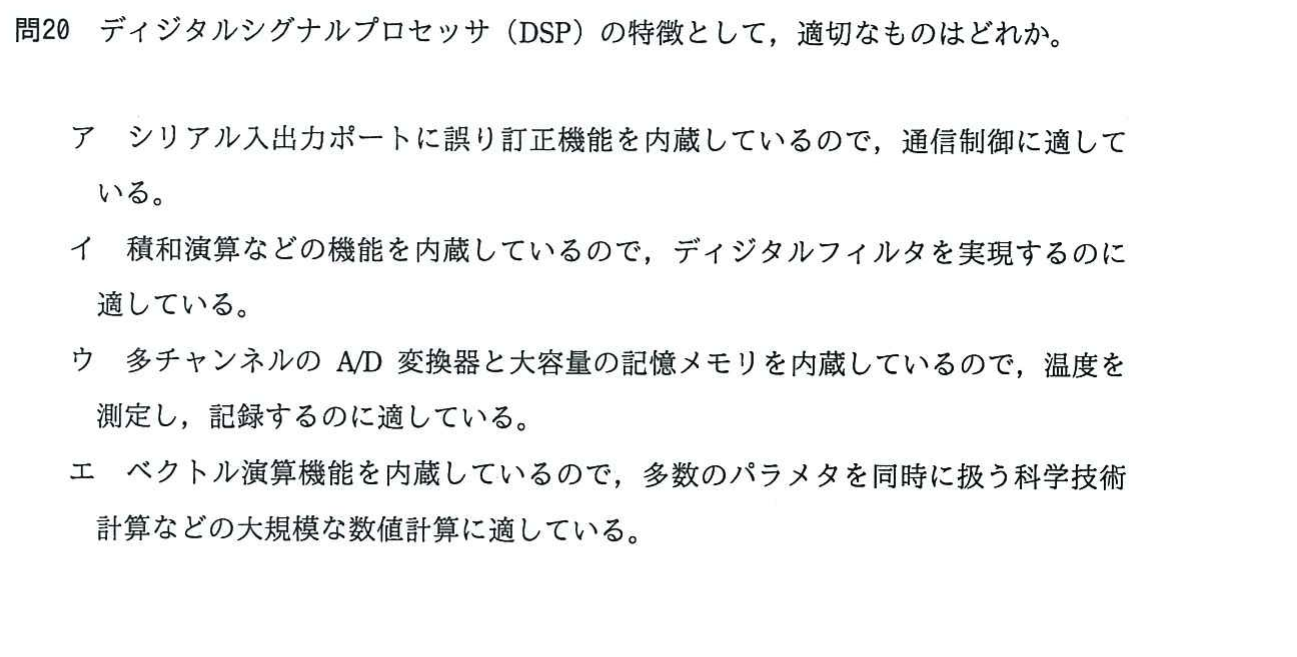 問20　ディジタルシグナルプロセッサ（DSP）の特徴として，適切なものはどれか。
ア　シリアル入出力ポートに誤り訂正機能を内蔵しているので，通信制御に適して
いる。
イ　積和演算などの機能を内蔵しているので，ディジタルフィルタを実現するのに
適している。
ウ　多チャンネルの A/D 変換器と大容量の記憶メモリを内蔵しているので，温度を
測定し，記録するのに適している。
エ　ベクトル演算機能を内蔵しているので，多数のパラメタを同時に扱う科学技術
計算などの大規模な数値計算に適している。